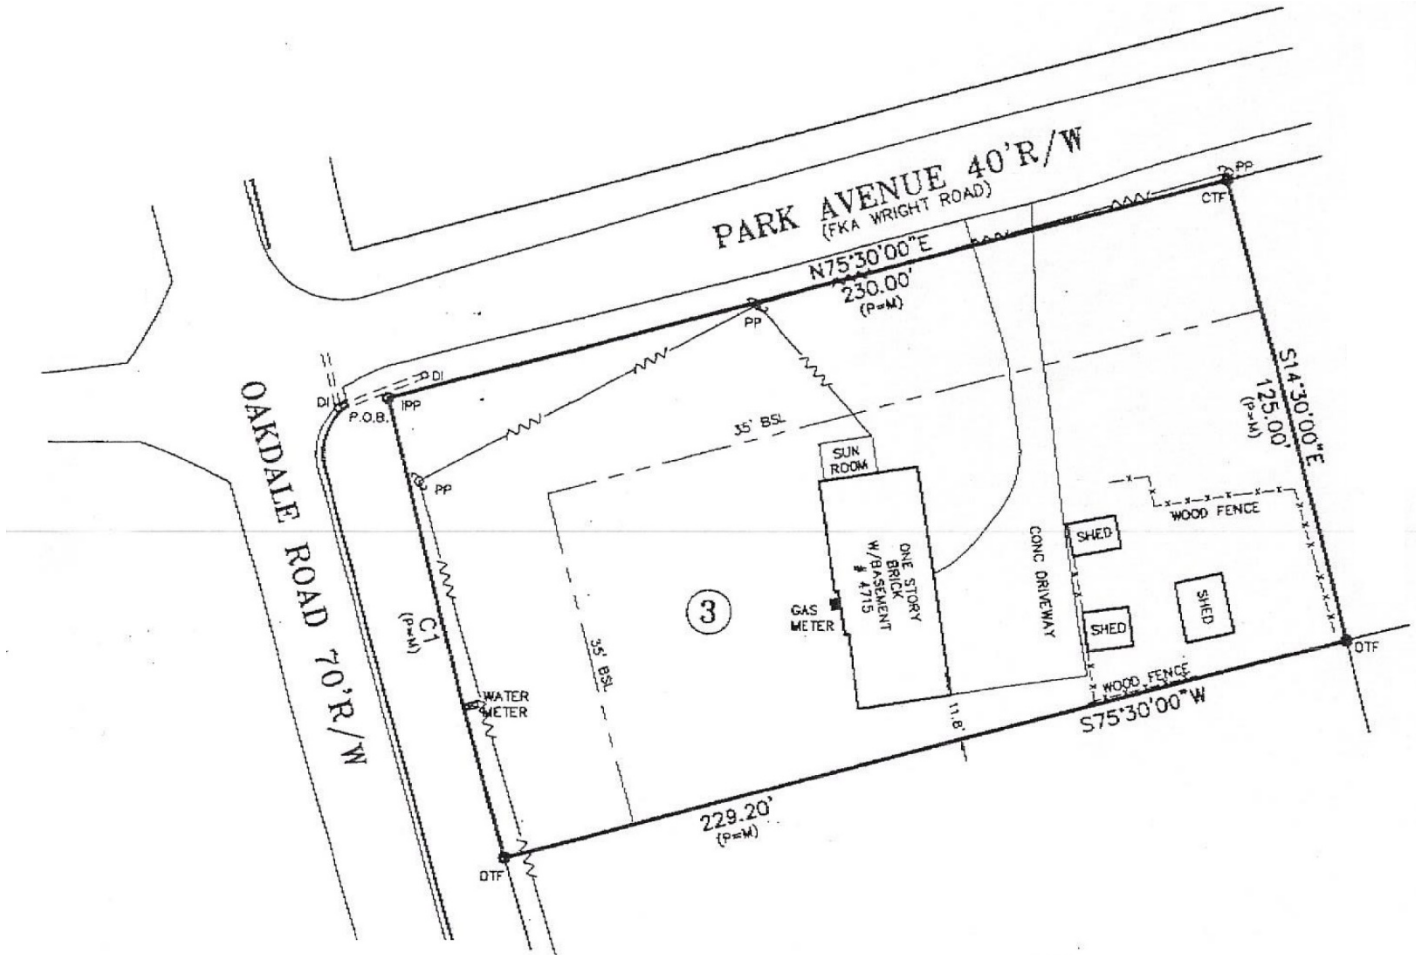 PARK AVENUE 40'R/W
(FKA WRIGHT ROAD)
PP
CTF
N75°30'00"E
230.00'
(P=M)
PP
S14°30'00"E
125.00'
(P=M)
DI
DI
P.O.B.
IPP
OAKDALE ROAD 70'R/W
PP
35' BSL
SUN
ROOM
WOOD FENCE
SHED
CONC DRIVEWAY
ONE STORY
BRICK
W/BASEMENT
# 4715
3
GAS
METER
SHED
SHED
C1
(P=M)
35' BSL
WATER
METER
WOOD FENCE
OTF
11.8'
S75°30'00"W
229.20'
(P=M)
OTF